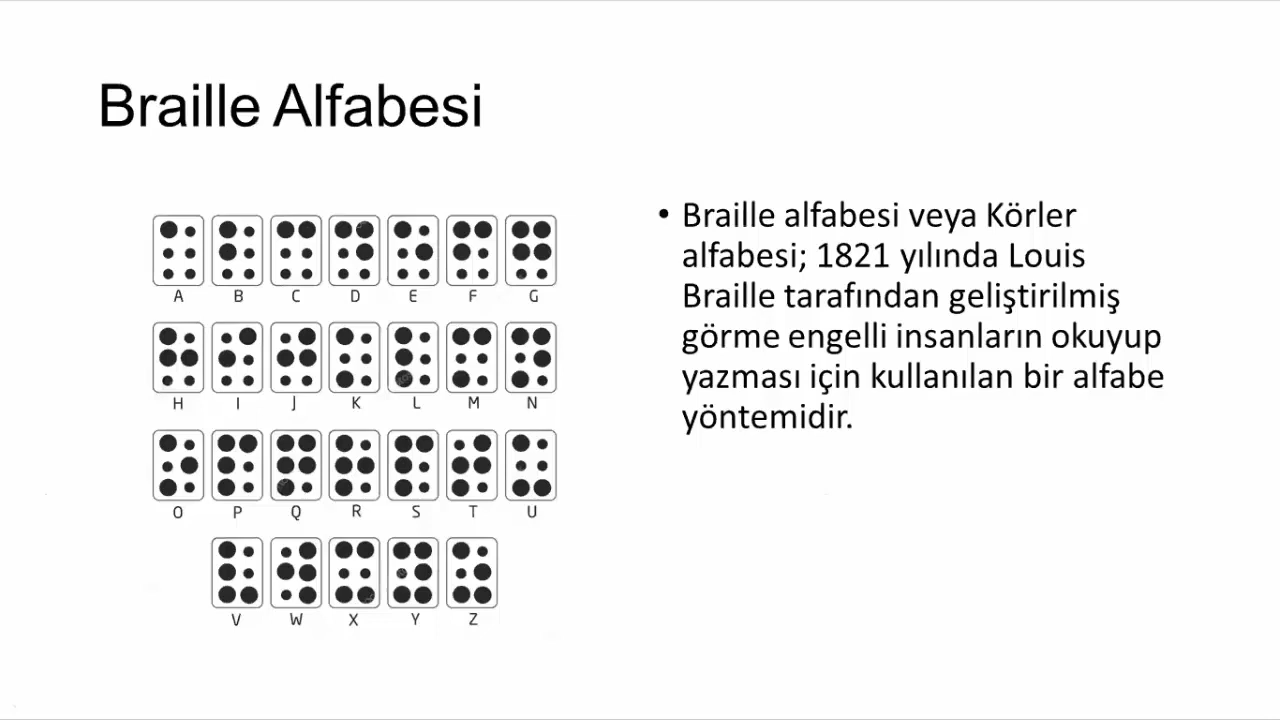 Braille Alfabesi
A B C D E F G
H I J K L M N
O P Q R S T U
V W X Y Z
• Braille alfabesi veya Körler
alfabesi; 1821 yılında Louis
Braille tarafından geliştirilmiş
görme engelli insanların okuyup
yazması için kullanılan bir alfabe
yöntemidir.